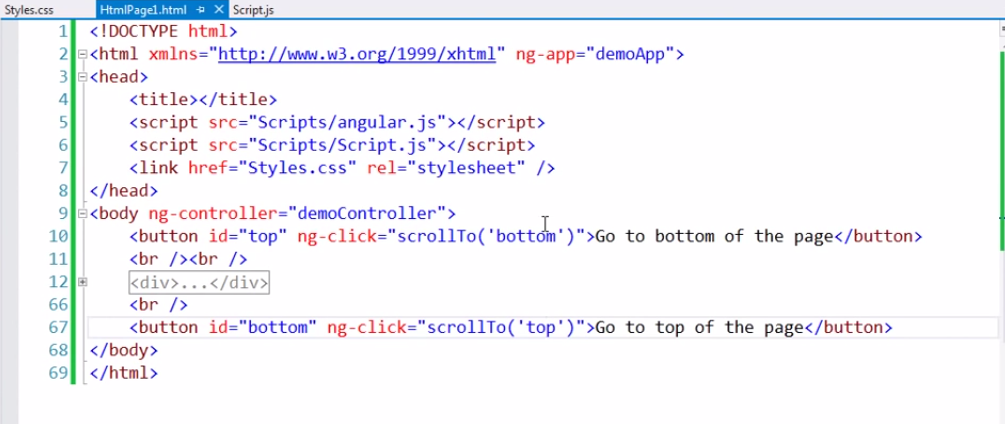 Styles.css HtmlPage1.html Script.js
1 <!DOCTYPE html>
2 <html xmlns="http://www.w3.org/1999/xhtml" ng-app="demoApp">
3 <head>
4 <title></title>
5 <script src="Scripts/angular.js"></script>
6 <script src="Scripts/Script.js"></script>
7 <link href="Styles.css" rel="stylesheet" />
8 </head>
9 <body ng-controller="demoController">
10 <button id="top" ng-click="scrollTo('bottom')">Go to bottom of the page</button>
11 <br /><br />
12 <div>...</div>
66 <br />
67 <button id="bottom" ng-click="scrollTo('top')">Go to top of the page</button>
68 </body>
69 </html>